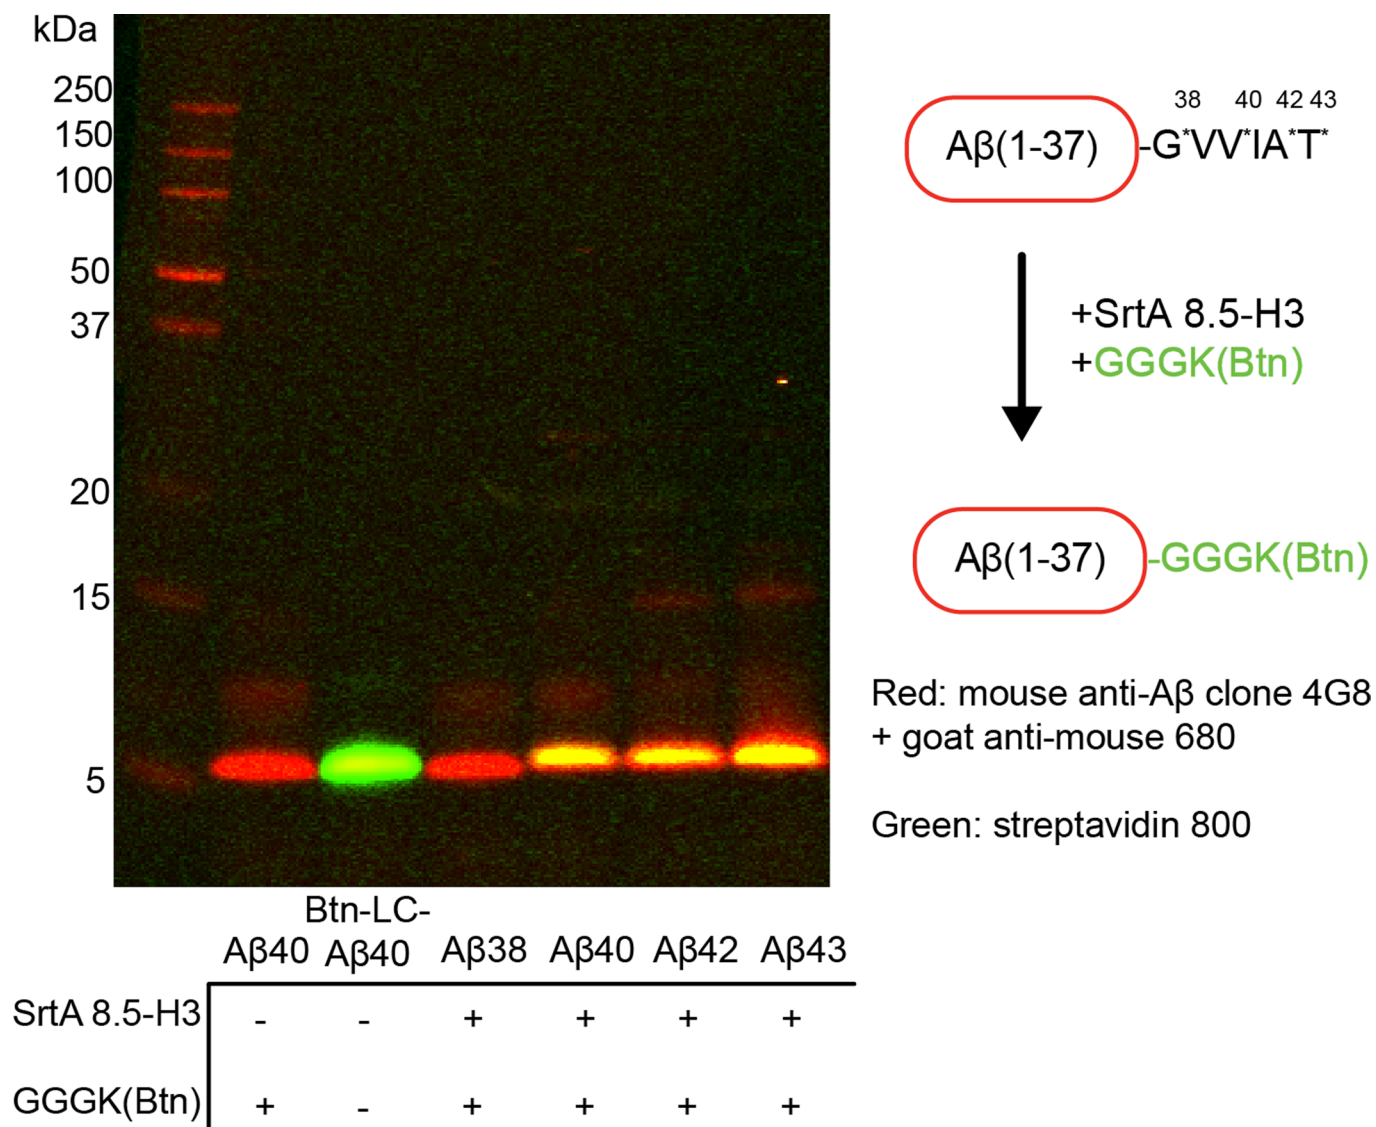 kDa
250
150
100
50
37
20
15
5
38 40 42 43
Aβ(1-37) -G*VV*IA*T*
+SrtA 8.5-H3
+GGGK(Btn)
Aβ(1-37) -GGGK(Btn)
Red: mouse anti-Aβ clone 4G8
+ goat anti-mouse 680
Green: streptavidin 800
Btn-LC-
Aβ40 Aβ40 Aβ38 Aβ40 Aβ42 Aβ43
SrtA 8.5-H3 - - + + + +
GGGK(Btn) + - + + + +